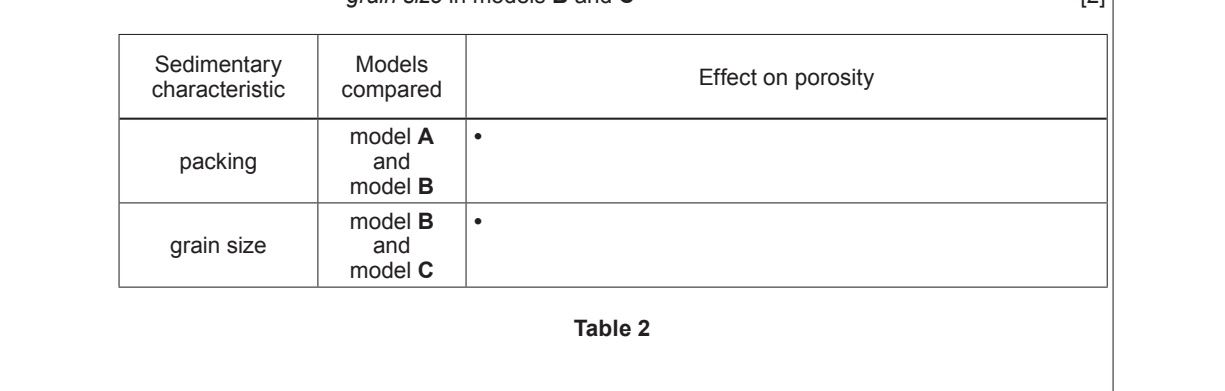 grain size in models B and C [2]
Sedimentary characteristic
Models compared
Effect on porosity
packing
model A
and
model B
•
grain size
model B
and
model C
•
Table 2